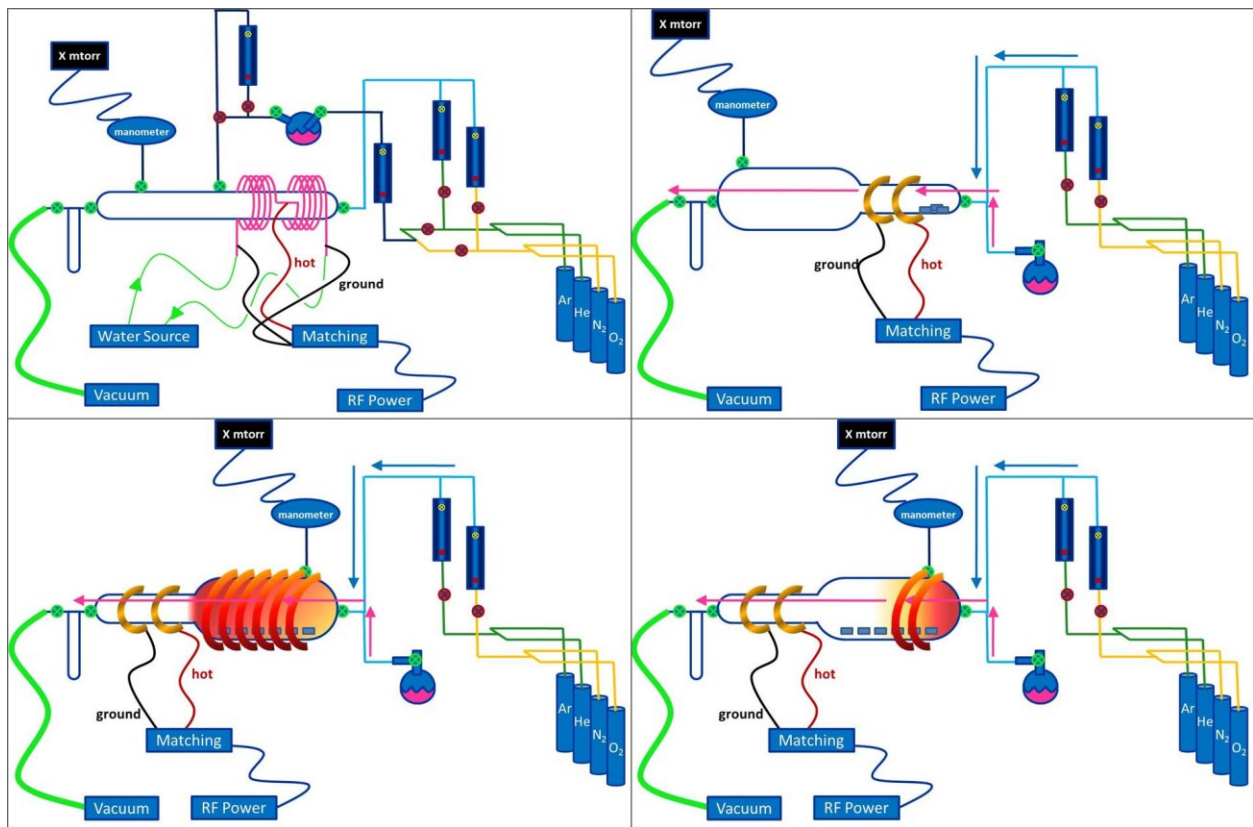 X mtorr
manometer
hot
ground
Water Source
Matching
Vacuum
RF Power
Ar
He
N₂
O₂
X mtorr
manometer
ground
hot
Matching
Vacuum
RF Power
Ar
He
N₂
O₂
X mtorr
manometer
hot
ground
Matching
Vacuum
RF Power
Ar
He
N₂
O₂
X mtorr
manometer
hot
ground
Matching
Vacuum
RF Power
Ar
He
N₂
O₂